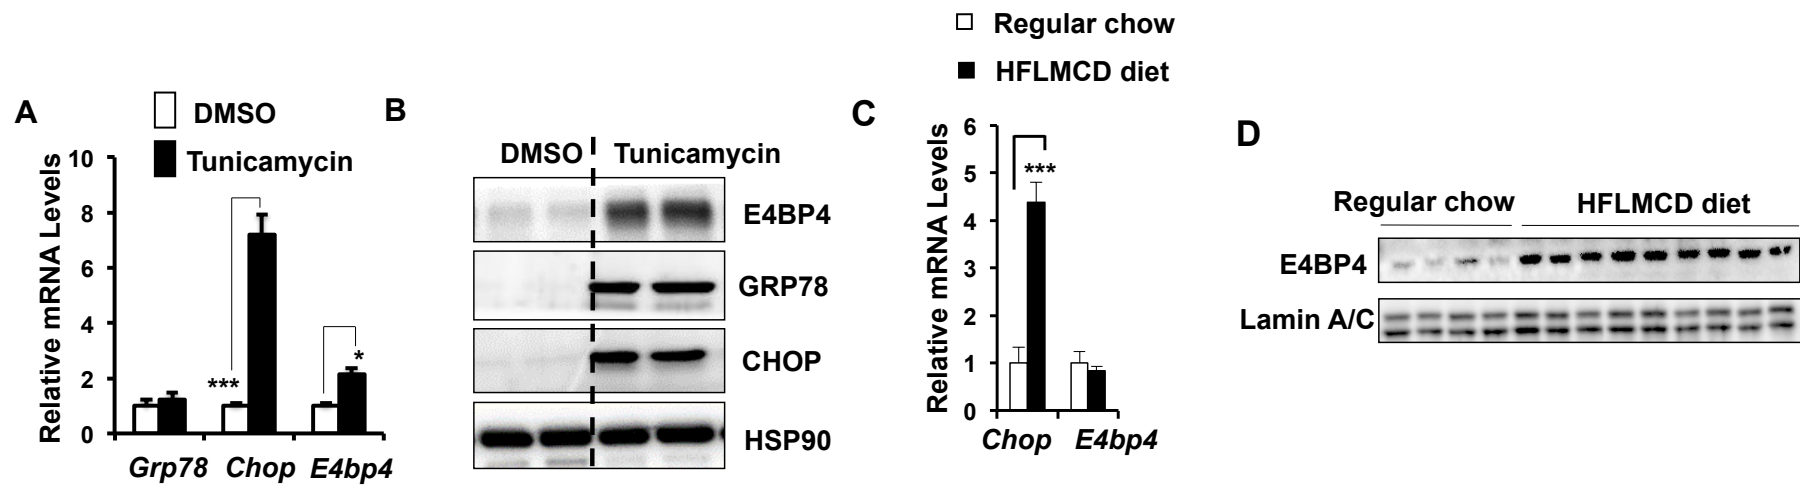 Regular chow
HFLMCD diet
A
DMSO
Tunicamycin
Relative mRNA Levels
10
8
6
4
2
0
***
*
Grp78 Chop E4bp4
B
DMSO Tunicamycin
E4BP4
GRP78
CHOP
HSP90
C
Relative mRNA Levels
6
5
4
3
2
1
0
***
Chop E4bp4
D
Regular chow HFLMCD diet
E4BP4
Lamin A/C